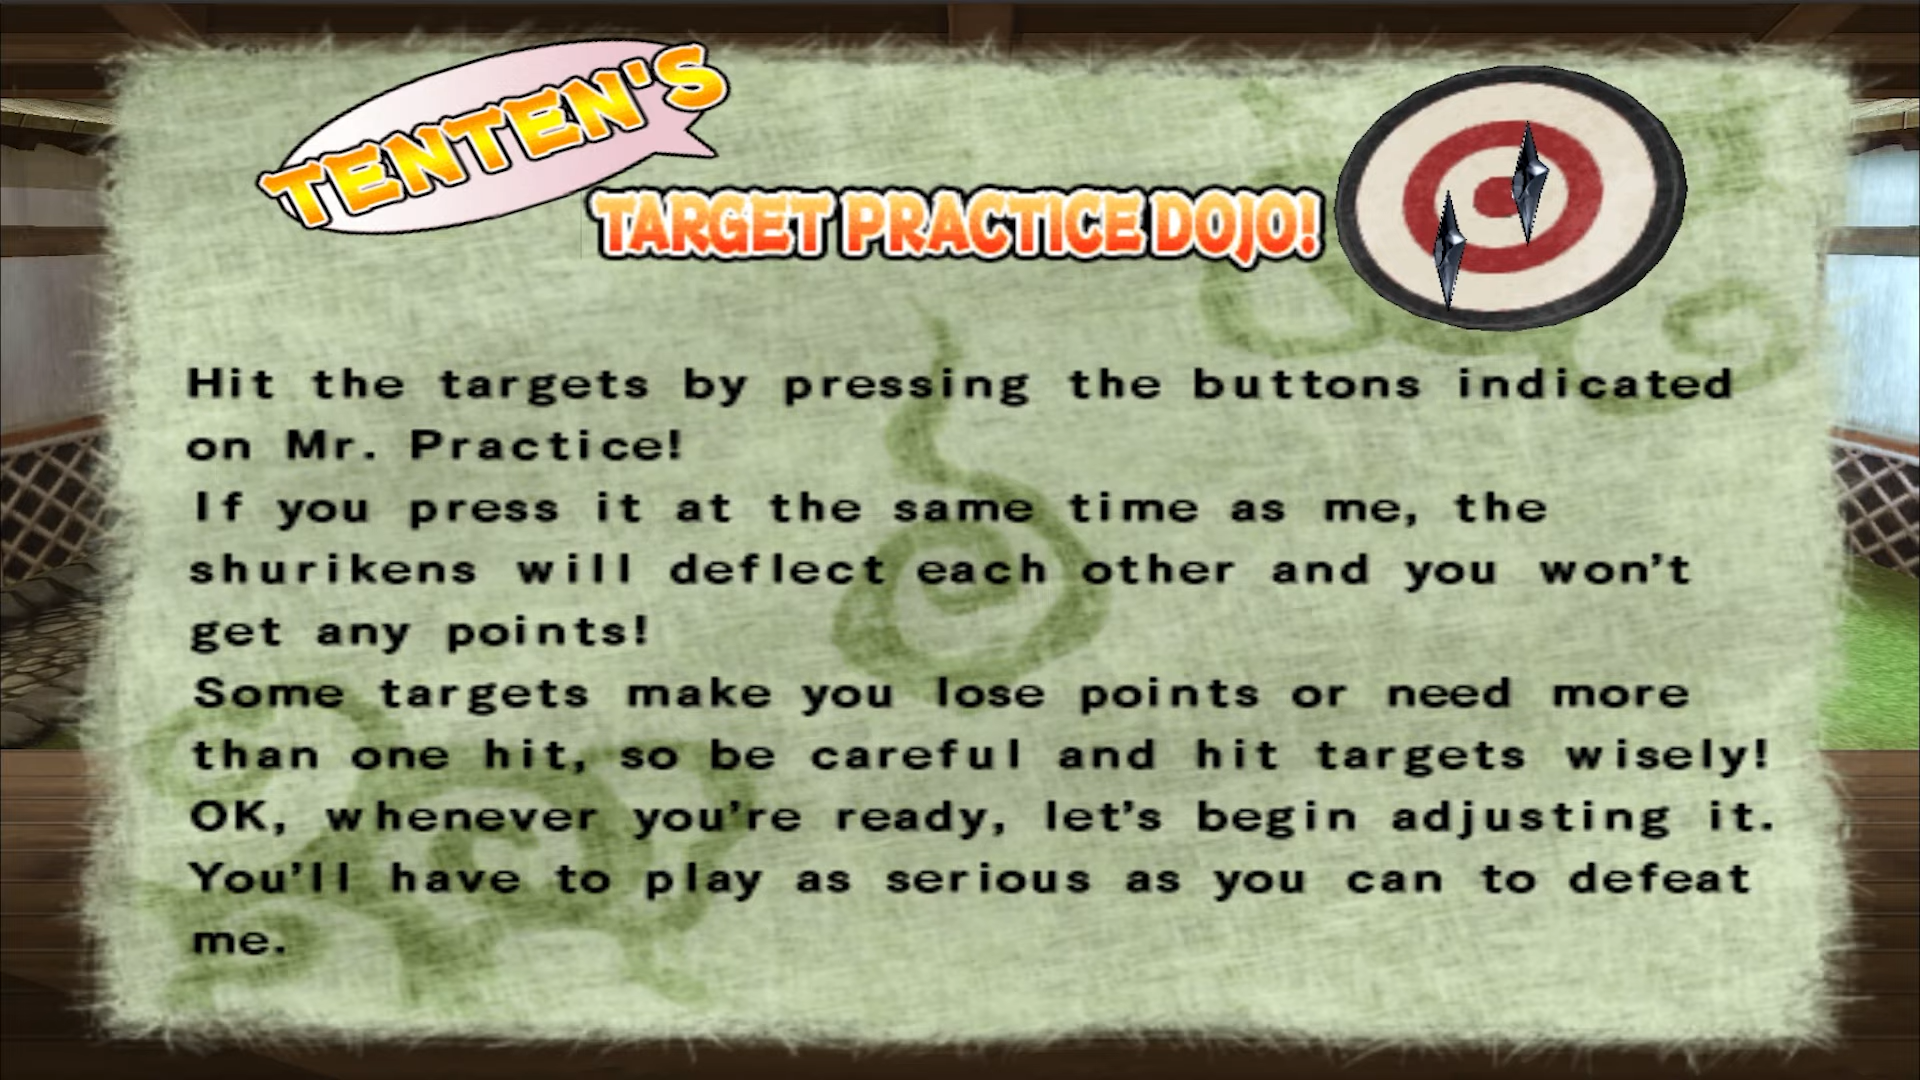 TENTEN'S
TARGET PRACTICE DOJO!
Hit the targets by pressing the buttons indicated
on Mr. Practice!
If you press it at the same time as me, the
shurikens will deflect each other and you won't
get any points!
Some targets make you lose points or need more
than one hit, so be careful and hit targets wisely!
OK, whenever you're ready, let's begin adjusting it.
You'll have to play as serious as you can to defeat
me.